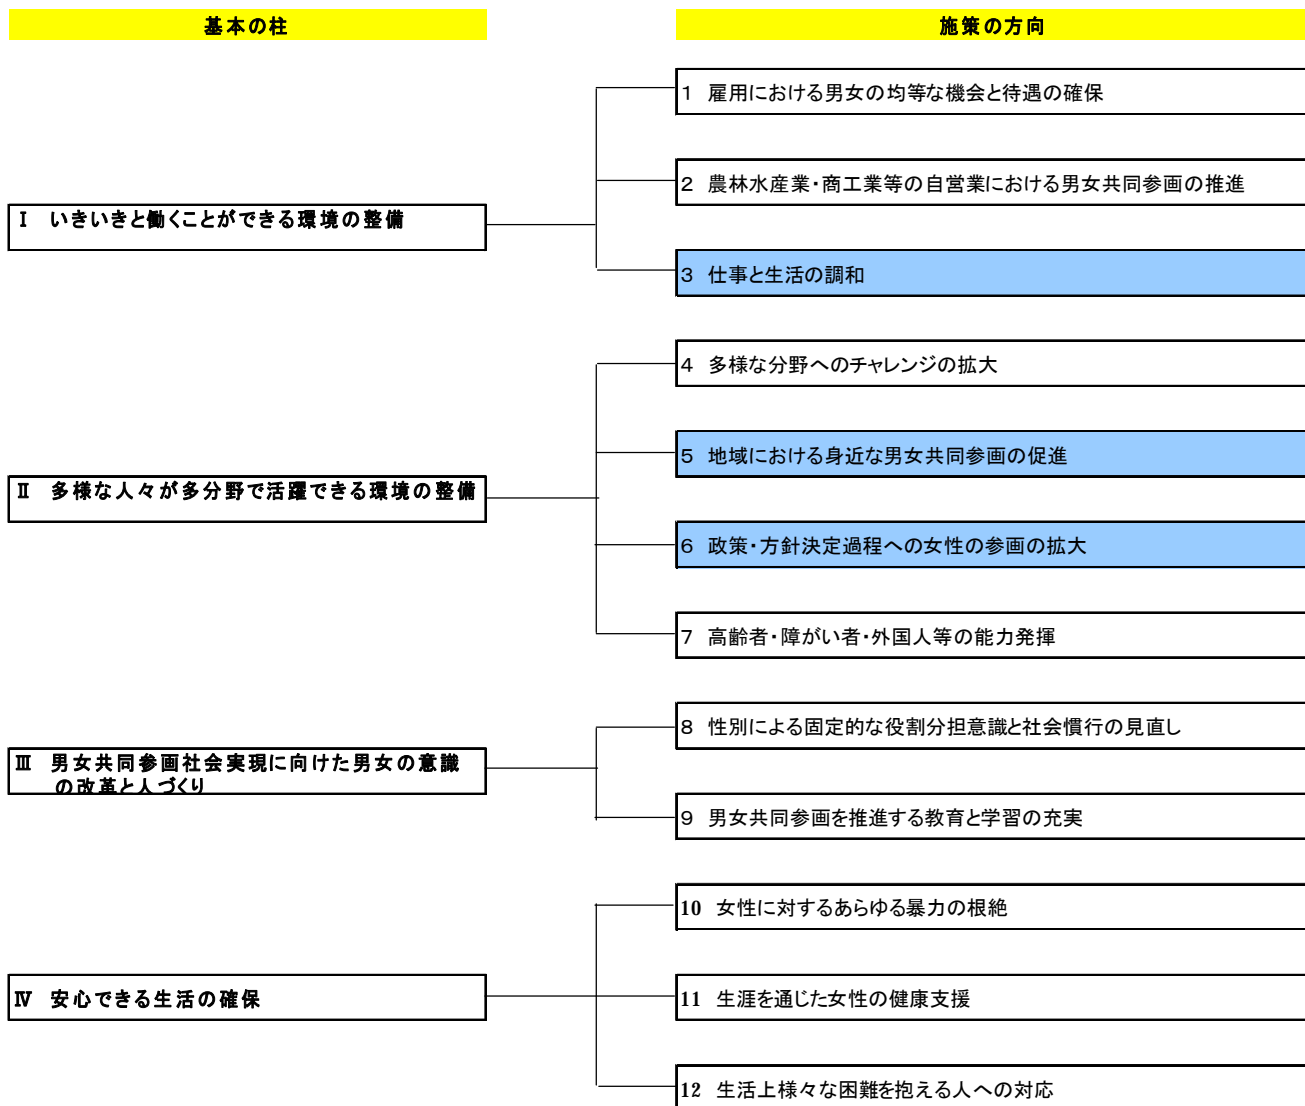 基本の柱
施策の方向
1 雇用における男女の均等な機会と待遇の確保
2 農林水産業・商工業等の自営業における男女共同参画の推進
Ⅰ いきいきと働くことができる環境の整備
3 仕事と生活の調和
4 多様な分野へのチャレンジの拡大
5 地域における身近な男女共同参画の促進
Ⅱ 多様な人々が多分野で活躍できる環境の整備
6 政策・方針決定過程への女性の参画の拡大
7 高齢者・障がい者・外国人等の能力発揮
8 性別による固定的な役割分担意識と社会慣行の見直し
Ⅲ 男女共同参画社会実現に向けた男女の意識
の改革と人づくり
9 男女共同参画を推進する教育と学習の充実
10 女性に対するあらゆる暴力の根絶
Ⅳ 安心できる生活の確保
11 生涯を通じた女性の健康支援
12 生活上様々な困難を抱える人への対応